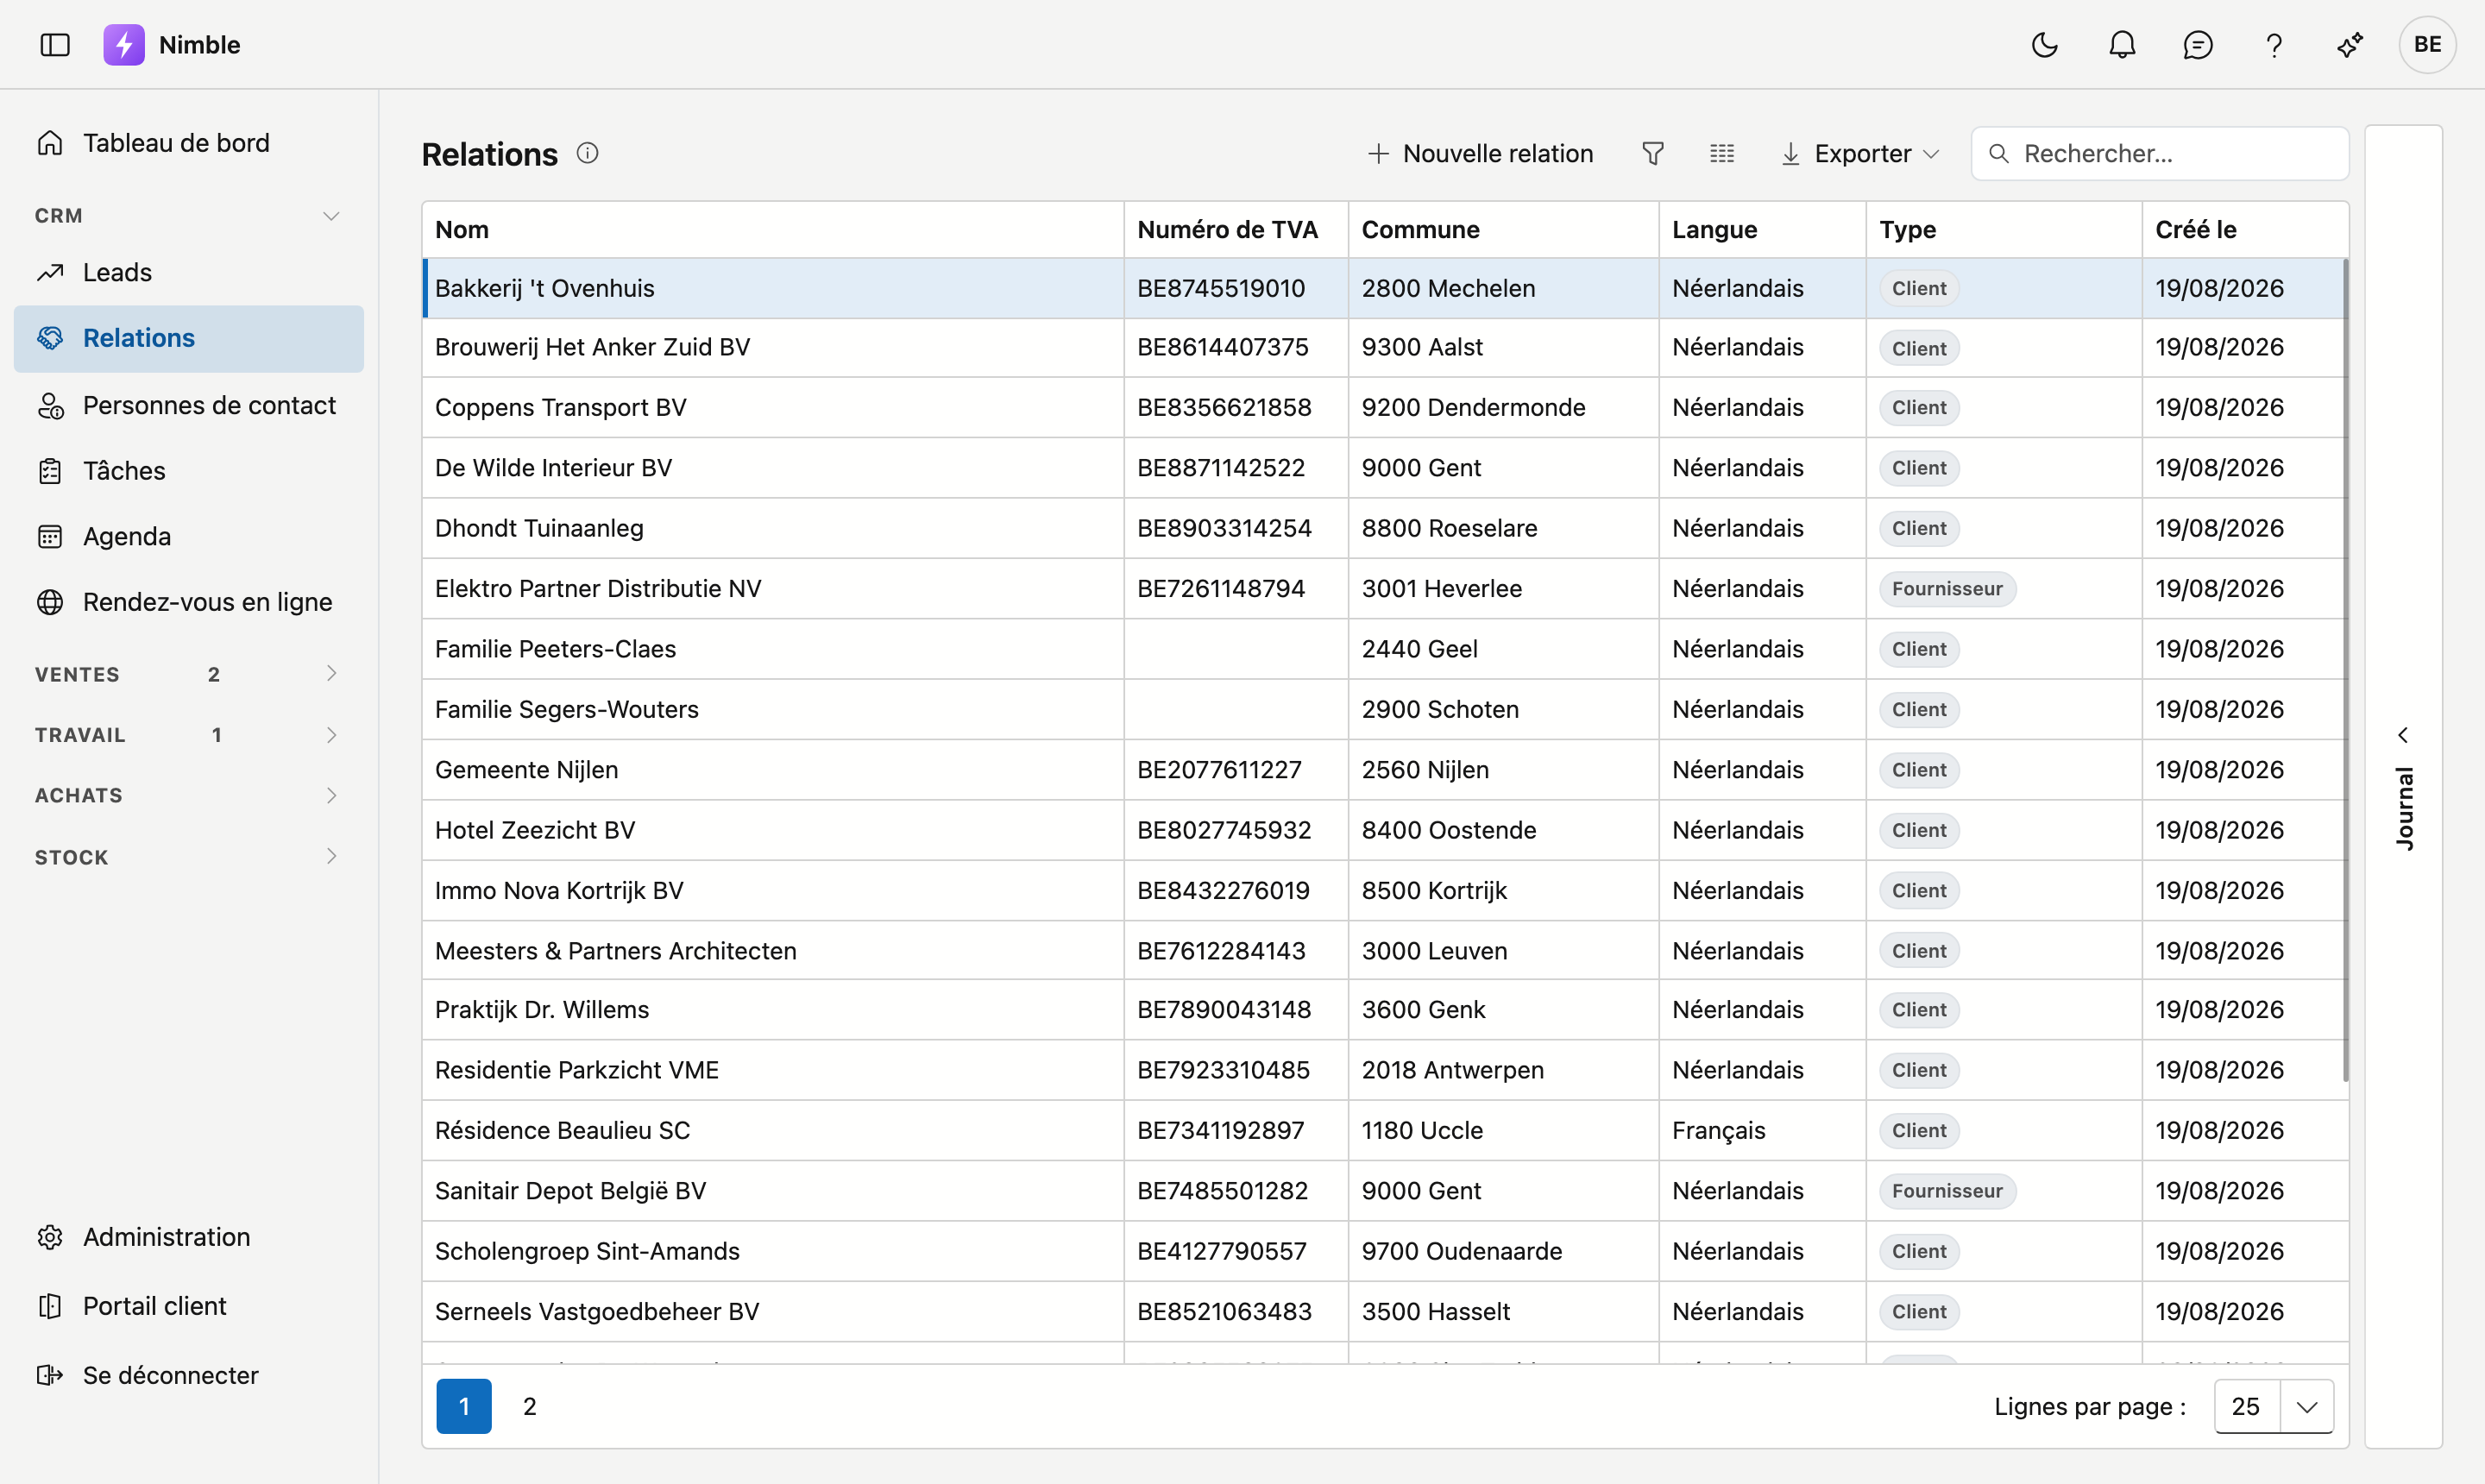 Nimble
BE
Tableau de bord
CRM
Leads
Relations
Personnes de contact
Tâches
Agenda
Rendez-vous en ligne
VENTES 2
TRAVAIL 1
ACHATS
STOCK
Administration
Portail client
Se déconnecter
Relations
Nouvelle relation
Exporter
Rechercher...
Nom Numéro de TVA Commune Langue Type Créé le
Bakkerij 't Ovenhuis BE8745519010 2800 Mechelen Néerlandais Client 19/08/2026
Brouwerij Het Anker Zuid BV BE8614407375 9300 Aalst Néerlandais Client 19/08/2026
Coppens Transport BV BE8356621858 9200 Dendermonde Néerlandais Client 19/08/2026
De Wilde Interieur BV BE8871142522 9000 Gent Néerlandais Client 19/08/2026
Dhondt Tuinaanleg BE8903314254 8800 Roeselare Néerlandais Client 19/08/2026
Elektro Partner Distributie NV BE7261148794 3001 Heverlee Néerlandais Fournisseur 19/08/2026
Familie Peeters-Claes 2440 Geel Néerlandais Client 19/08/2026
Familie Segers-Wouters 2900 Schoten Néerlandais Client 19/08/2026
Gemeente Nijlen BE2077611227 2560 Nijlen Néerlandais Client 19/08/2026
Hotel Zeezicht BV BE8027745932 8400 Oostende Néerlandais Client 19/08/2026
Immo Nova Kortrijk BV BE8432276019 8500 Kortrijk Néerlandais Client 19/08/2026
Meesters & Partners Architecten BE7612284143 3000 Leuven Néerlandais Client 19/08/2026
Praktijk Dr. Willems BE7890043148 3600 Genk Néerlandais Client 19/08/2026
Residentie Parkzicht VME BE7923310485 2018 Antwerpen Néerlandais Client 19/08/2026
Résidence Beaulieu SC BE7341192897 1180 Uccle Français Client 19/08/2026
Sanitair Depot België BV BE7485501282 9000 Gent Néerlandais Fournisseur 19/08/2026
Scholengroep Sint-Amands BE4127790557 9700 Oudenaarde Néerlandais Client 19/08/2026
Serneels Vastgoedbeheer BV BE8521063483 3500 Hasselt Néerlandais Client 19/08/2026
1 2
Lignes par page : 25
Journal